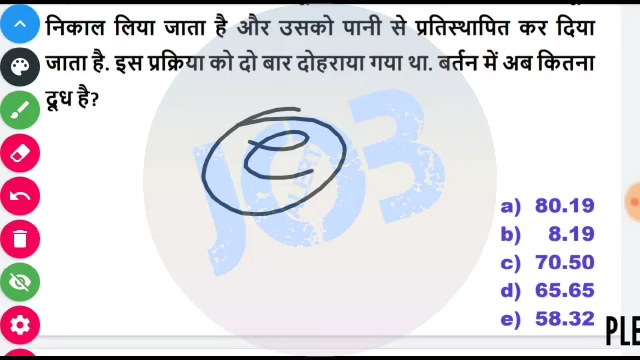 निकाल लिया जाता है और उसको पानी से प्रतिस्थापित कर दिया
जाता है. इस प्रक्रिया को दो बार दोहराया गया था. बर्तन में अब कितना
दूध है?
e
JOB
a) 80.19
b) 8.19
c) 70.50
d) 65.65
e) 58.32
PLE